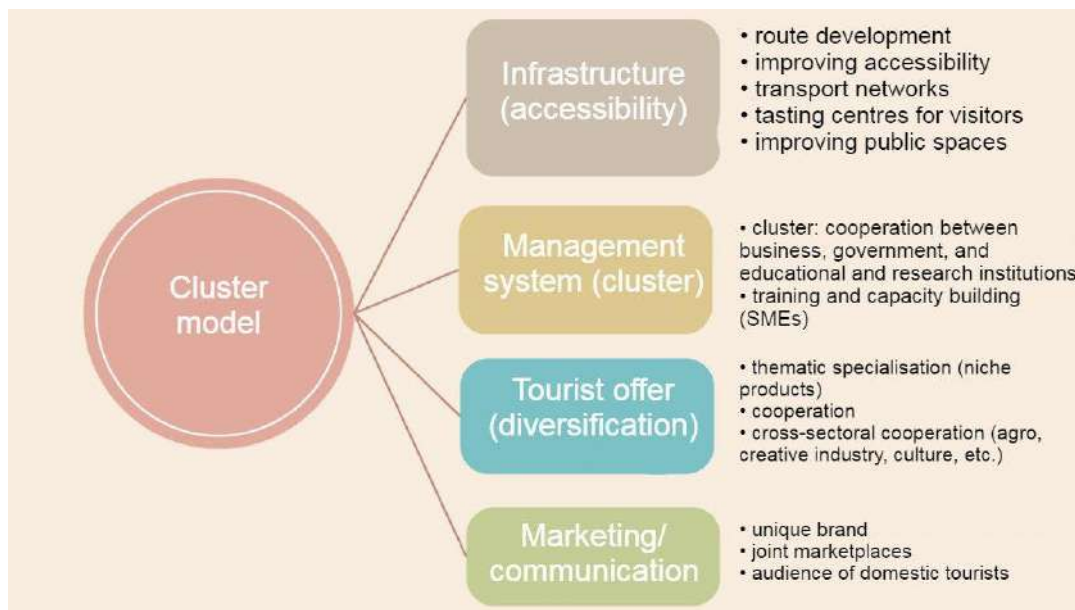 Cluster
model
Infrastructure
(accessibility)
• route development
• improving accessibility
• transport networks
• tasting centres for visitors
• improving public spaces
Management
system (cluster)
• cluster: cooperation between
business, government, and
educational and research institutions
• training and capacity building
(SMEs)
Tourist offer
(diversification)
• thematic specialisation (niche
products)
• cooperation
• cross-sectoral cooperation (agro,
creative industry, culture, etc.)
Marketing/
communication
• unique brand
• joint marketplaces
• audience of domestic tourists